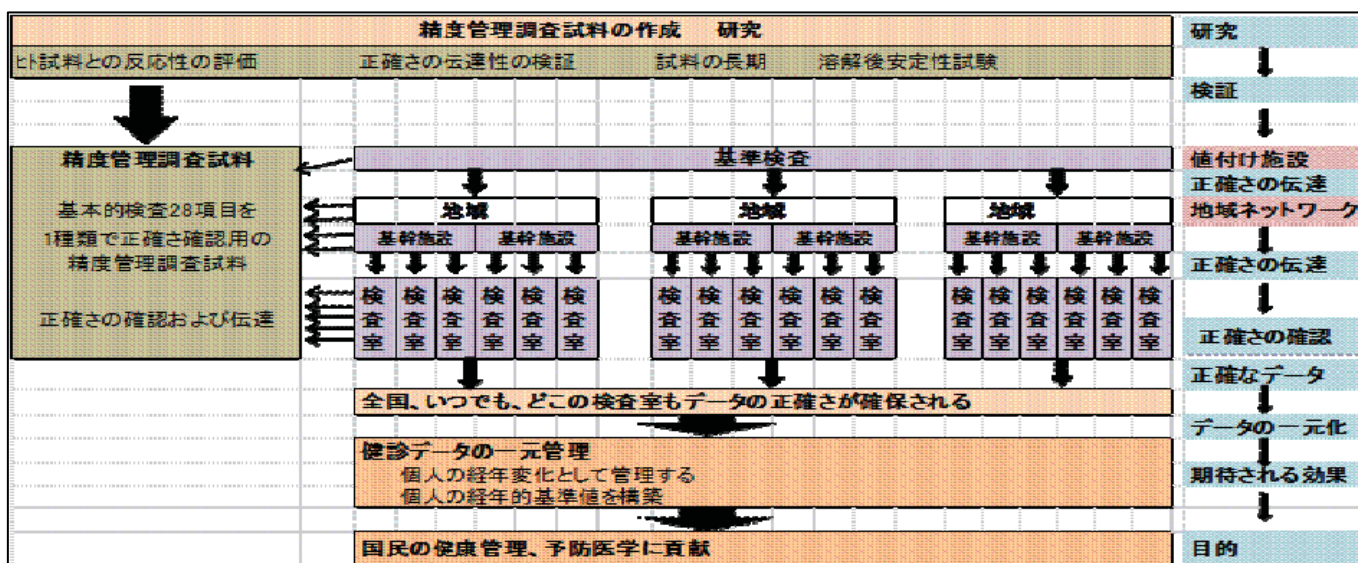 精度管理調査試料の作成 研究
ヒト試料との反応性の評価 正確さの伝達性の検証 試料の長期 溶解後安定性試験
研究
検証
精度管理調査試料
基本的検査28項目を
1種類で正確さ確認用の
精度管理調査試料
正確さの確認および伝達
基準検査
地域 地域 地域
基幹施設 基幹施設 基幹施設 基幹施設 基幹施設 基幹施設
検査室 検査室 検査室 検査室 検査室 検査室 検査室 検査室 検査室 検査室 検査室 検査室 検査室 検査室 検査室 検査室 検査室 検査室
全国、いつでも、どこの検査室もデータの正確さが確保される
健診データの一元管理
個人の経年変化として管理する
個人の経年的基準値を構築
国民の健康管理、予防医学に貢献
値付け施設
正確さの伝達
地域ネットワーク
正確さの伝達
正確さの確認
正確なデータ
データの一元化
期待される効果
目的